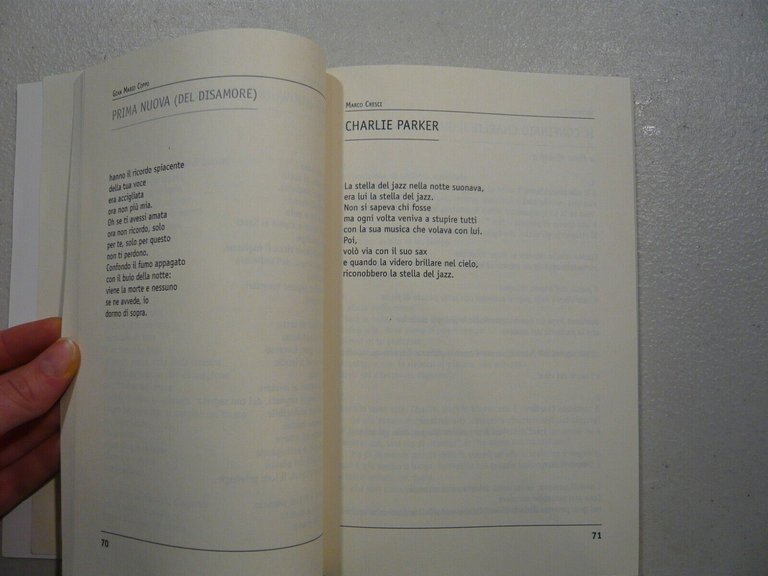 Gian Marco Coppo
PRIMA NUOVA (DEL DISAMORE)
hanno il ricordo spiacente
della tua voce
era accigliata
ora non più mia.
Oh se ti avessi amata
ora non ricordo, solo
per te, solo per questo
non ti perdono.
Confondo il fumo appagato
con il buio della notte:
viene la morte e nessuno
se ne avvede, io
dormo di sopra.
70
Marco Cresci
CHARLIE PARKER
La stella del jazz nella notte suonava,
era lui la stella del jazz.
Non si sapeva chi fosse
ma ogni volta veniva a stupire tutti
con la sua musica che volava con lui.
Poi,
volò via con il suo sax
e quando la videro brillare nel cielo,
riconobbero la stella del jazz.
71